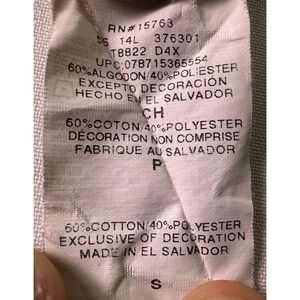 RN#15763
SS 14L 376301
T8822 D4X
UPC:078715365554
60%ALGODON/40%POLIESTER
EXCEPTO DECORACIÓN
HECHO EN EL SALVADOR
CH
60%COTON/40%POLYESTER
DÉCORATION NON COMPRISE
FABRIQUE AU SALVADOR
P
60%COTTON/40%POLYESTER
EXCLUSIVE OF DECORATION
MADE IN EL SALVADOR
S